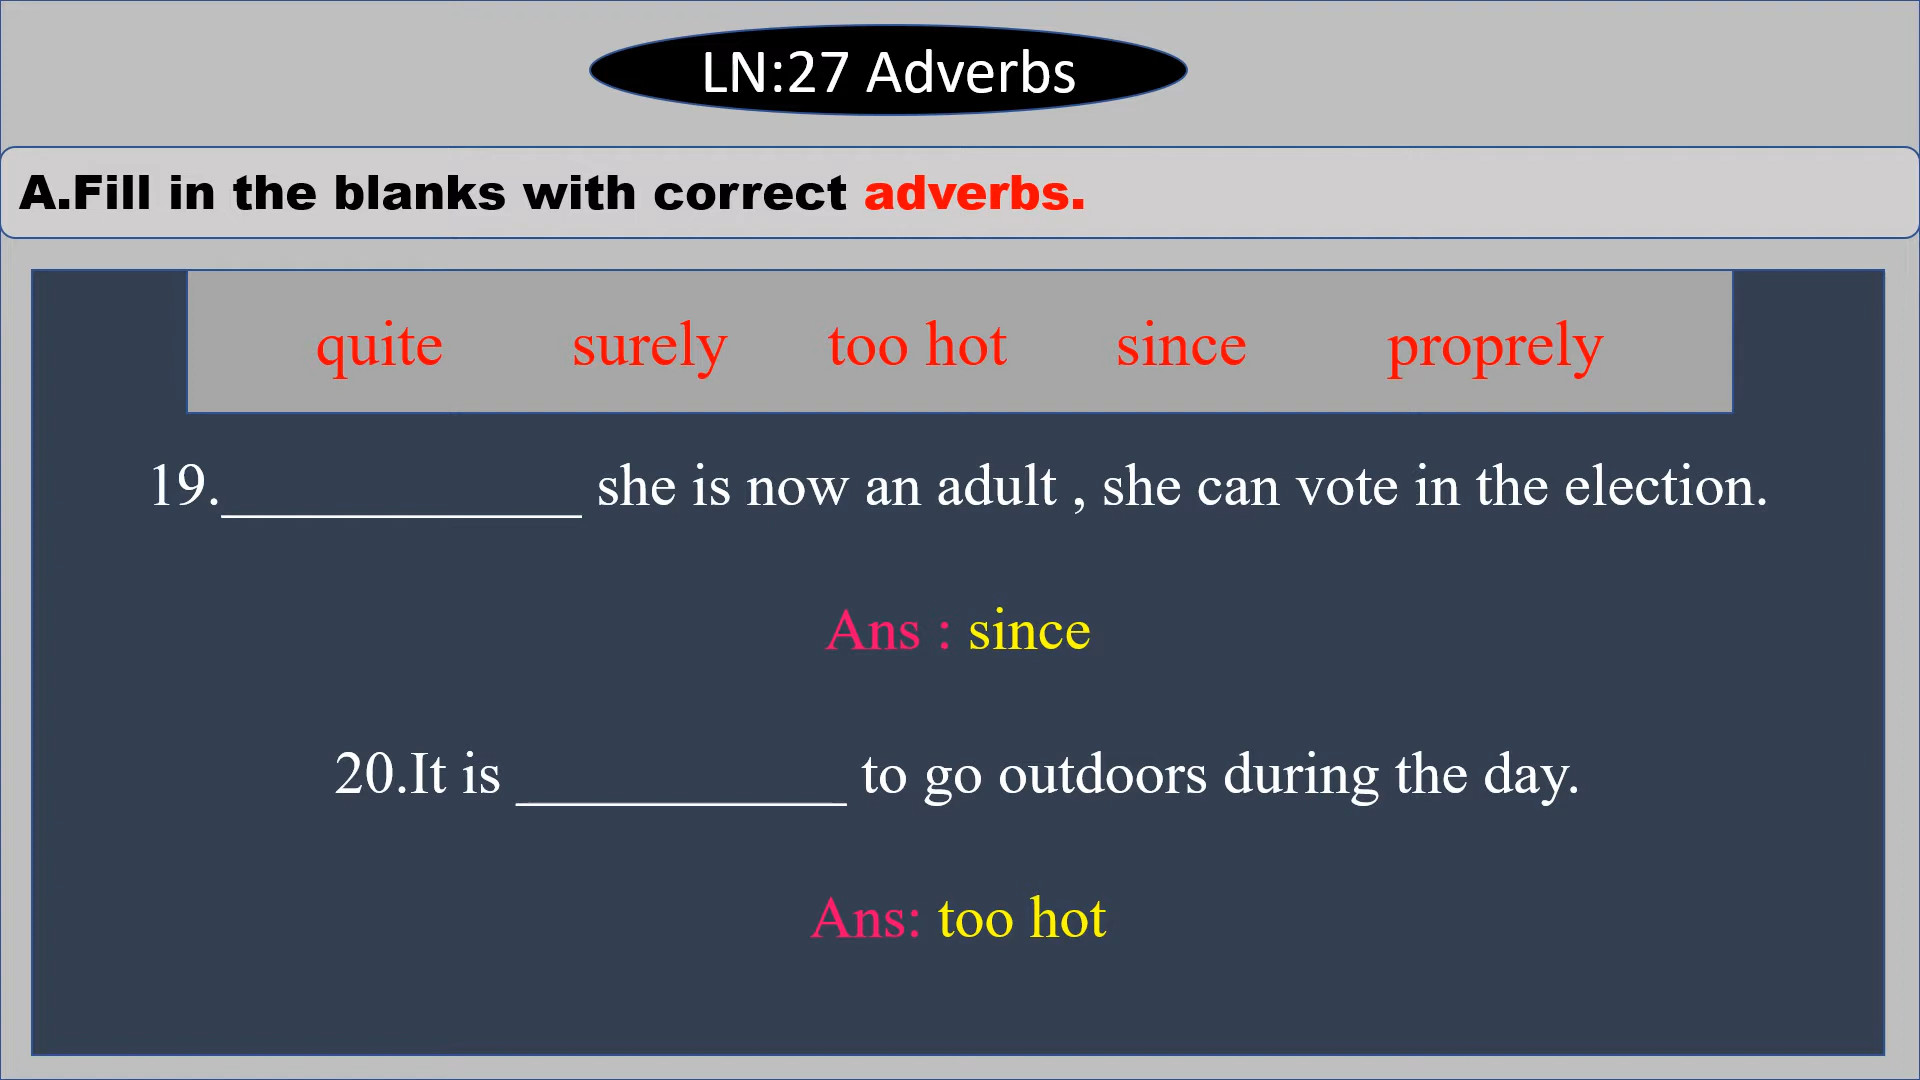 LN:27 Adverbs
A.Fill in the blanks with correct adverbs.
quite surely too hot since proprely
19.____________ she is now an adult , she can vote in the election.
Ans : since
20.It is ___________ to go outdoors during the day.
Ans: too hot